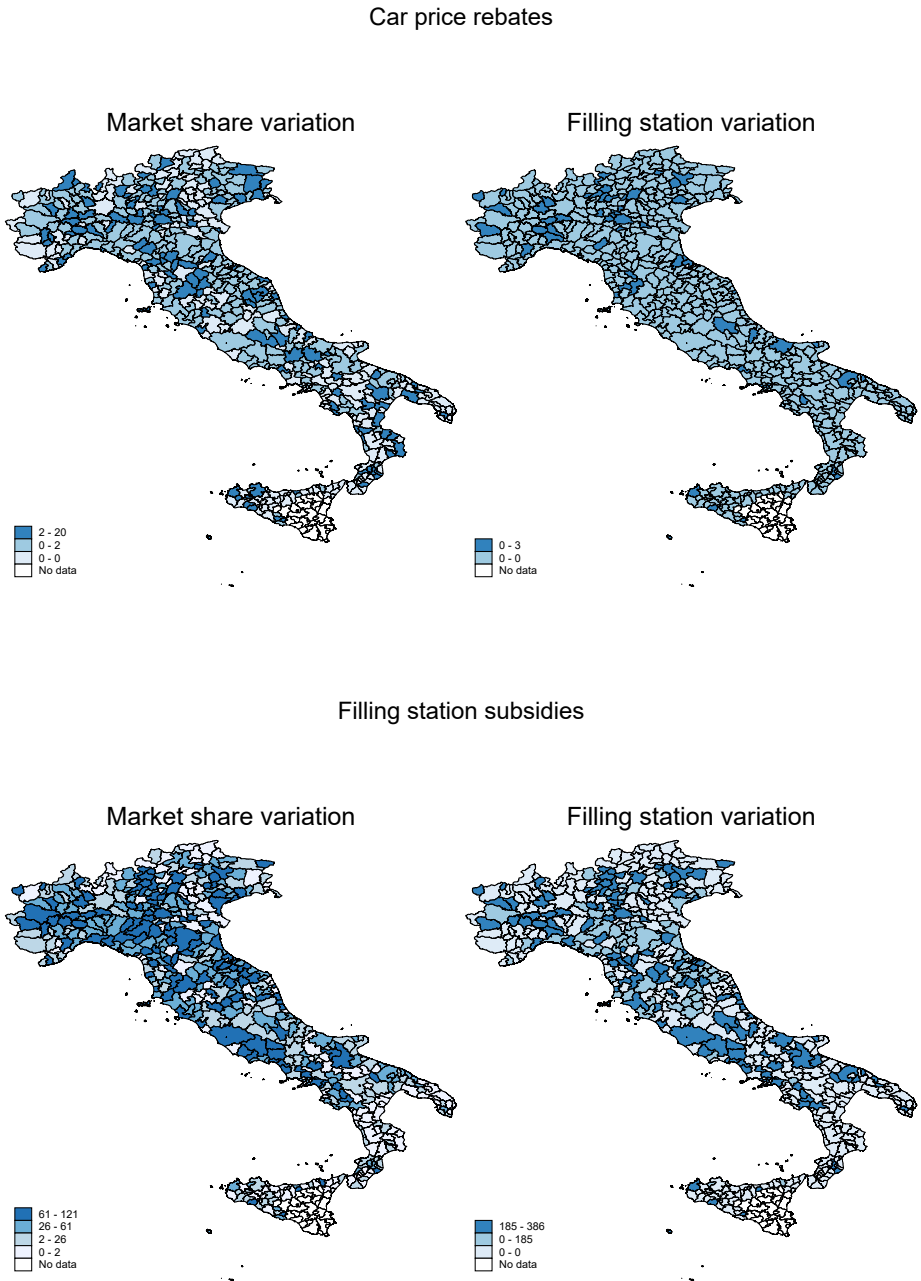 Car price rebates
Market share variation
Filling station variation
2 - 20
0 - 2
0 - 0
No data
0 - 3
0 - 0
No data
Filling station subsidies
Market share variation
Filling station variation
61 - 121
26 - 61
2 - 26
0 - 2
No data
185 - 386
0 - 185
0 - 0
No data